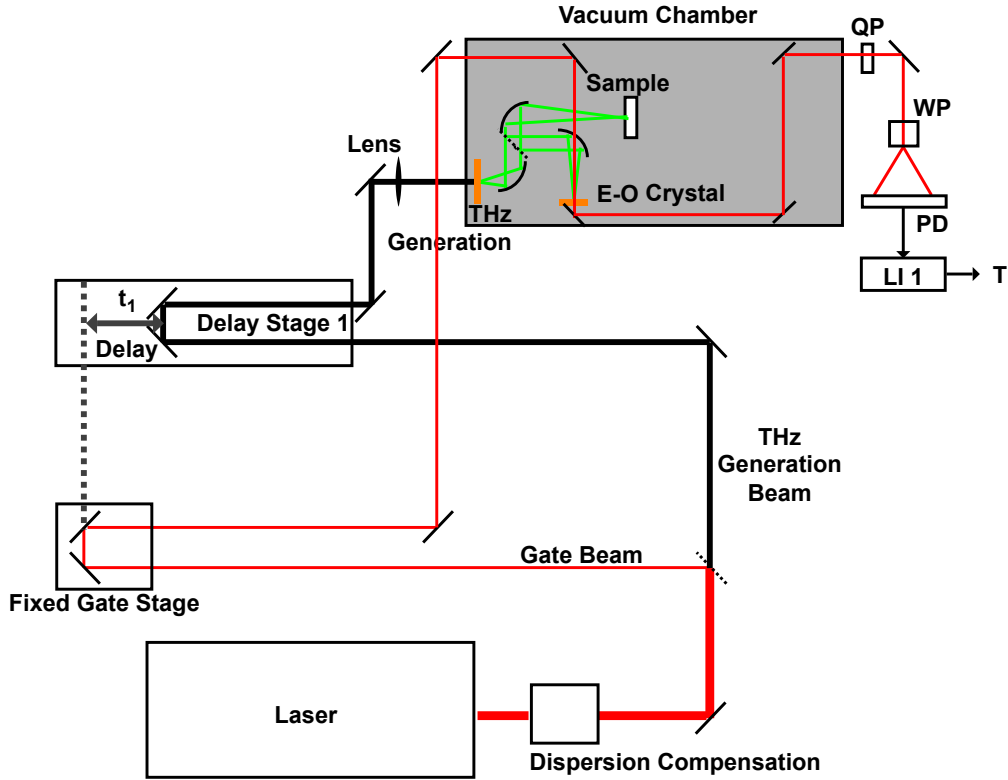 Vacuum Chamber
QP
Sample
WP
Lens
E-O Crystal
THz
Generation
PD
LI 1
T
t1
Delay Stage 1
Delay
THz
Generation
Beam
Gate Beam
Fixed Gate Stage
Laser
Dispersion Compensation